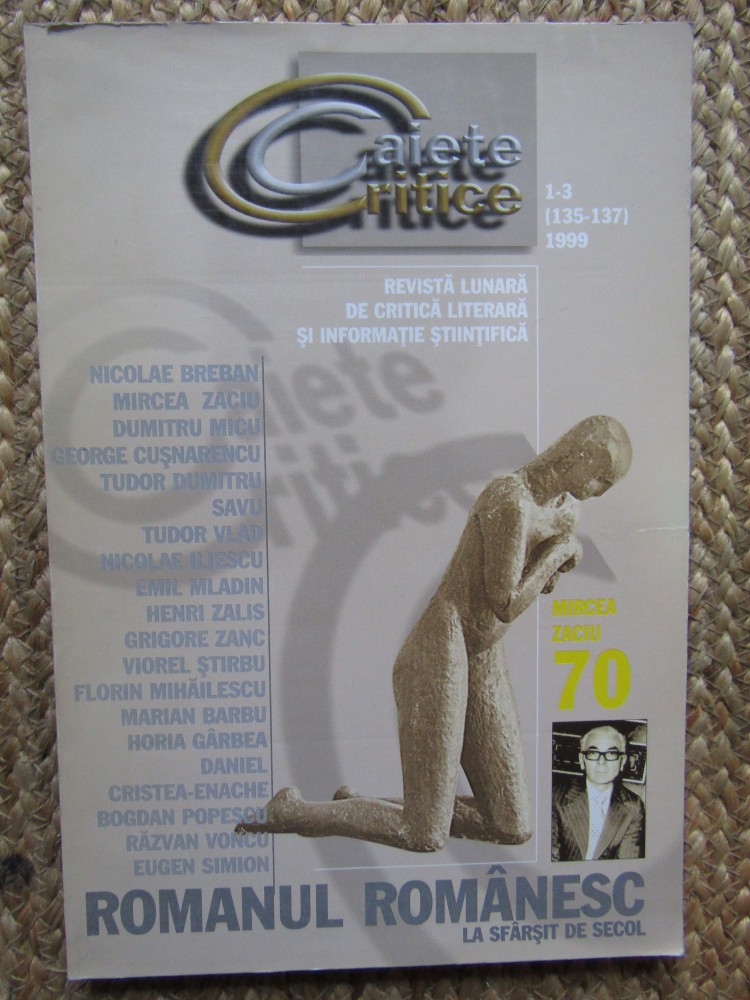 Caiete
Critice
1-3
(135-137)
1999
REVISTĂ LUNARĂ
DE CRITICĂ LITERARĂ
ŞI INFORMAŢIE ŞTIINŢIFICĂ
NICOLAE BREBAN
MIRCEA ZACIU
DUMITRU MICU
GEORGE CUŞNARENCU
TUDOR DUMITRU
SAVU
TUDOR VLAD
NICOLAE ILIESCU
EMIL MLADIN
HENRI ZALIS
GRIGORE ZANC
VIOREL ŞTIRBU
FLORIN MIHĂILESCU
MARIAN BARBU
HORIA GÂRBEA
DANIEL
CRISTEA-ENACHE
BOGDAN POPESCU
RĂZVAN VONCU
EUGEN SIMION
MIRCEA
ZACIU
70
ROMANUL ROMÂNESC
LA SFÂRŞIT DE SECOL